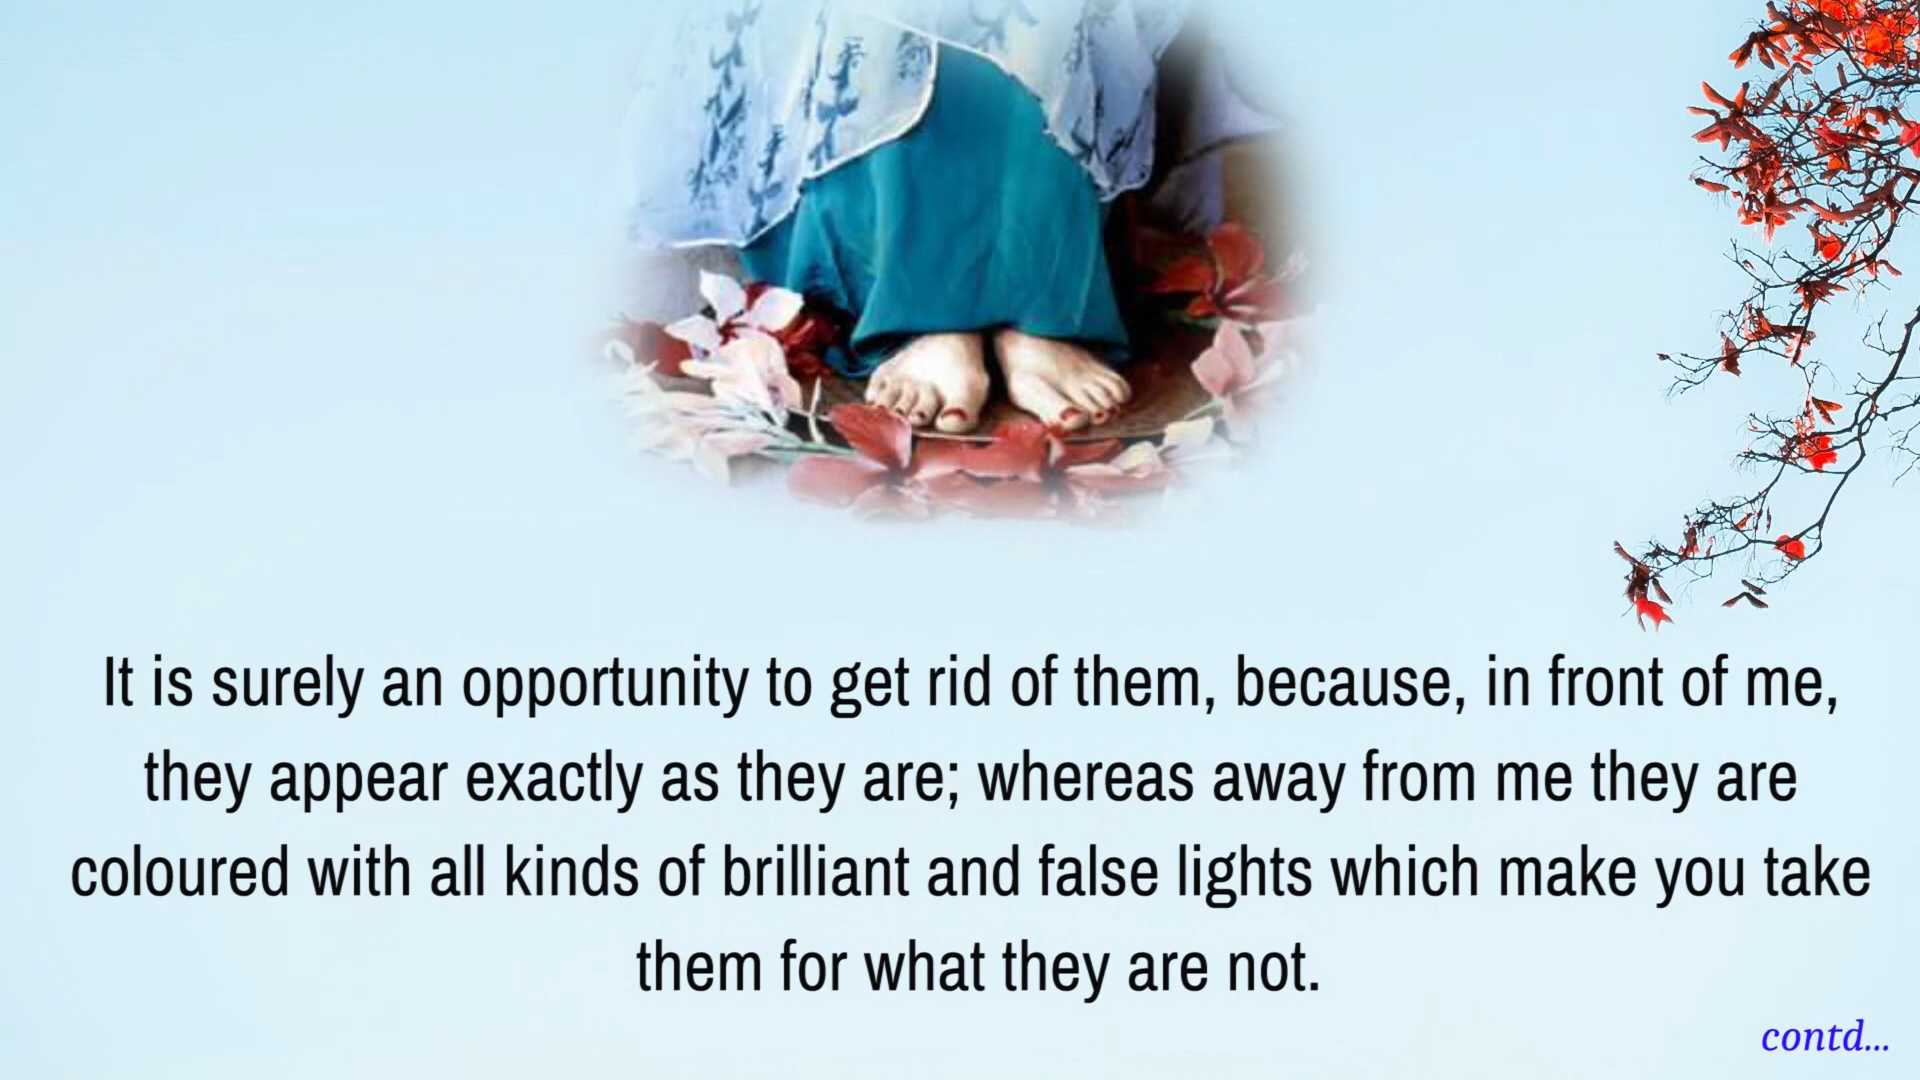 It is surely an opportunity to get rid of them, because, in front of me,
they appear exactly as they are; whereas away from me they are
coloured with all kinds of brilliant and false lights which make you take
them for what they are not.
contd...